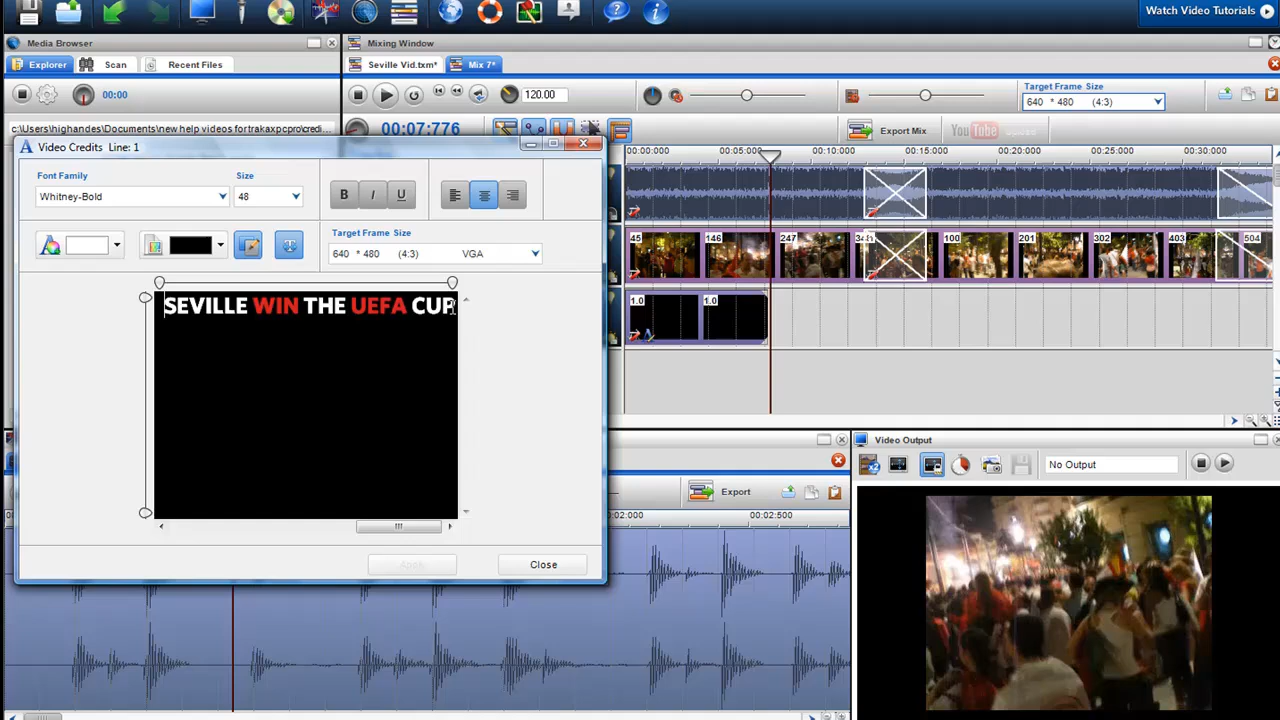 Watch Video Tutorials
Media Browser
Mixing Window
Explorer
Scan
Recent Files
Seville Vid.txm*
Mix 7*
00:00
120.00
Target Frame Size
640 * 480 (4:3)
c:\Users\highandes\Documents\new help videos fortrakaxpcpro\credi...
00:07:776
Export Mix
YouTube
Video Credits Line: 1
00:00:000
00:05:000
00:10:000
00:15:000
00:20:000
00:25:000
00:30:000
Font Family
Size
Whitney-Bold
48
B
I
U
Target Frame Size
640 * 480 (4:3) VGA
45
146
247
100
201
302
403
504
SEVILLE WIN THE UEFA CUP
1.0
1.0
Video Output
No Output
Export
Apply
Close
02:000
00:02:500